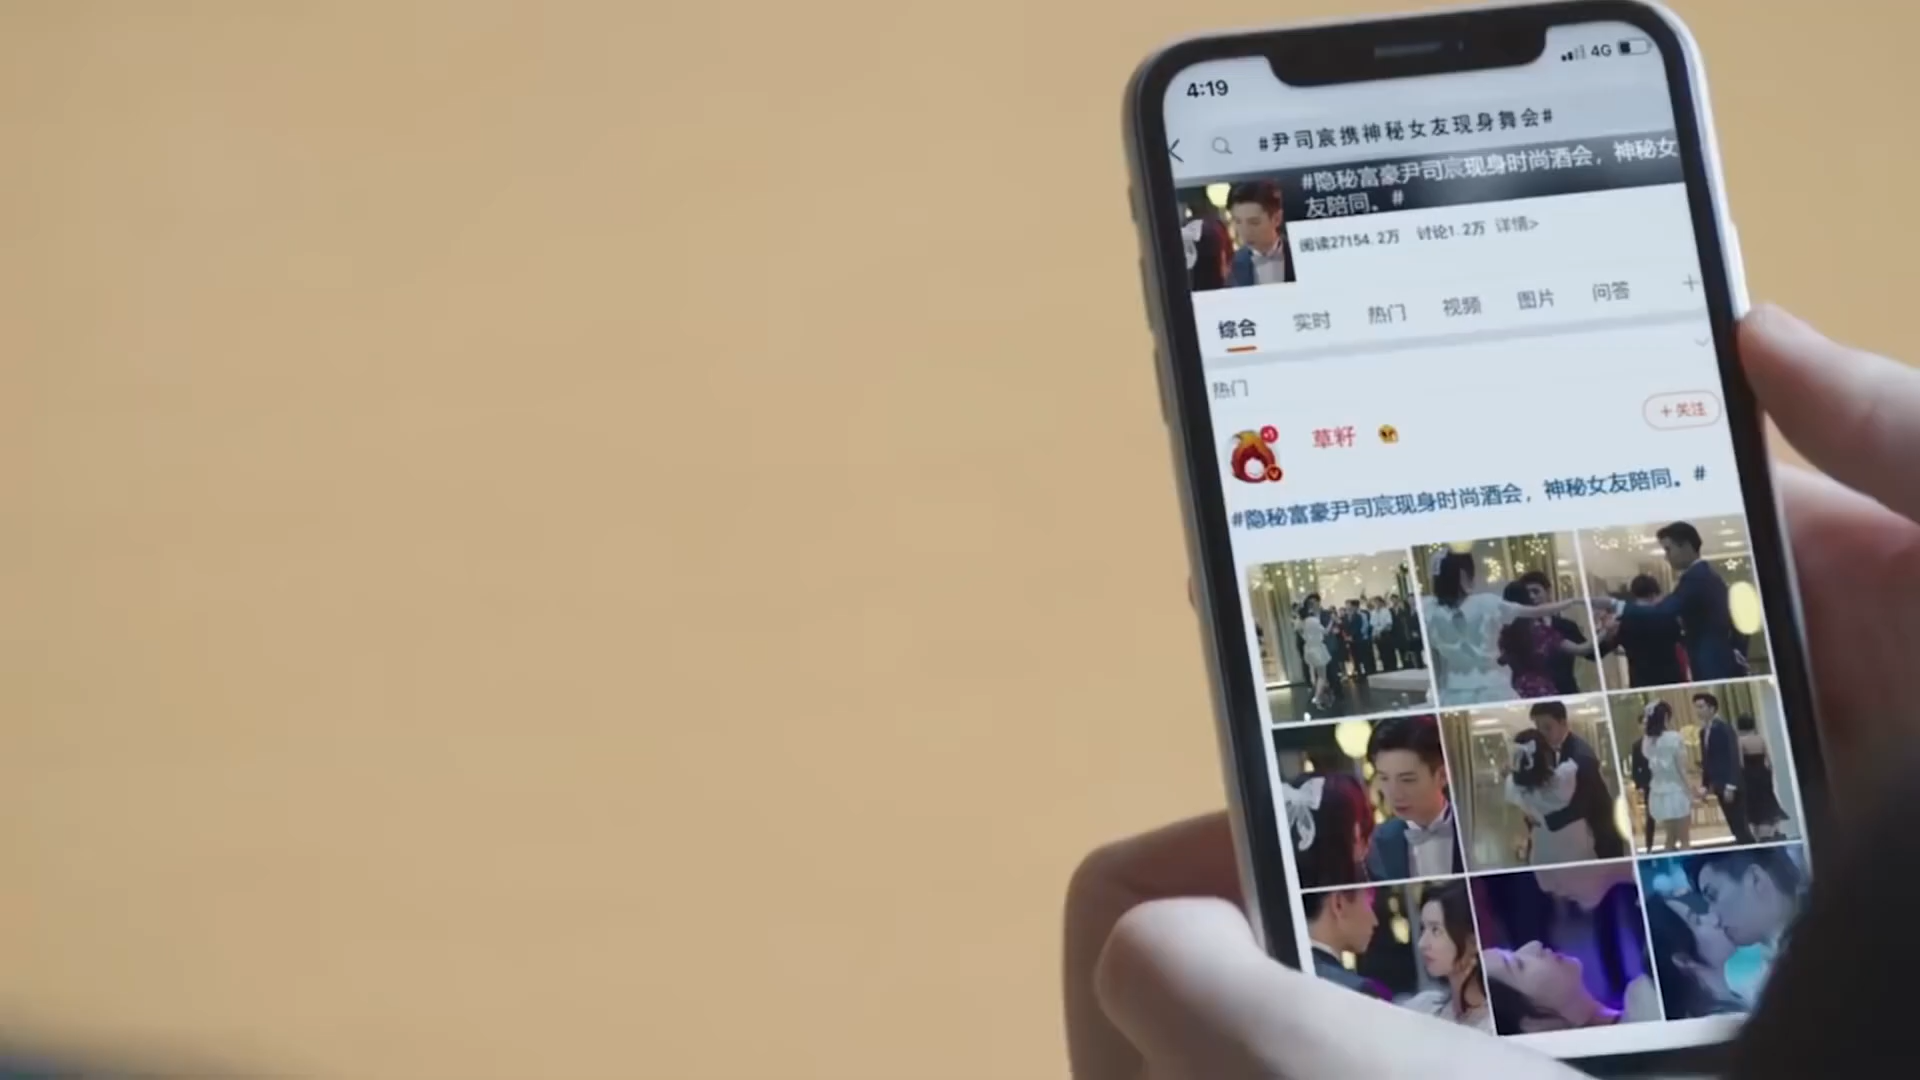 4:19
4G
#尹司宸携神秘女友现身舞会#
#隐秘富豪尹司宸现身时尚酒会，神秘女
友陪同。#
阅读27154.2万 讨论1.2万 详情>
综合 实时 热门 视频 图片 问答 +
热门
草籽
+关注
#隐秘富豪尹司宸现身时尚酒会，神秘女友陪同。#